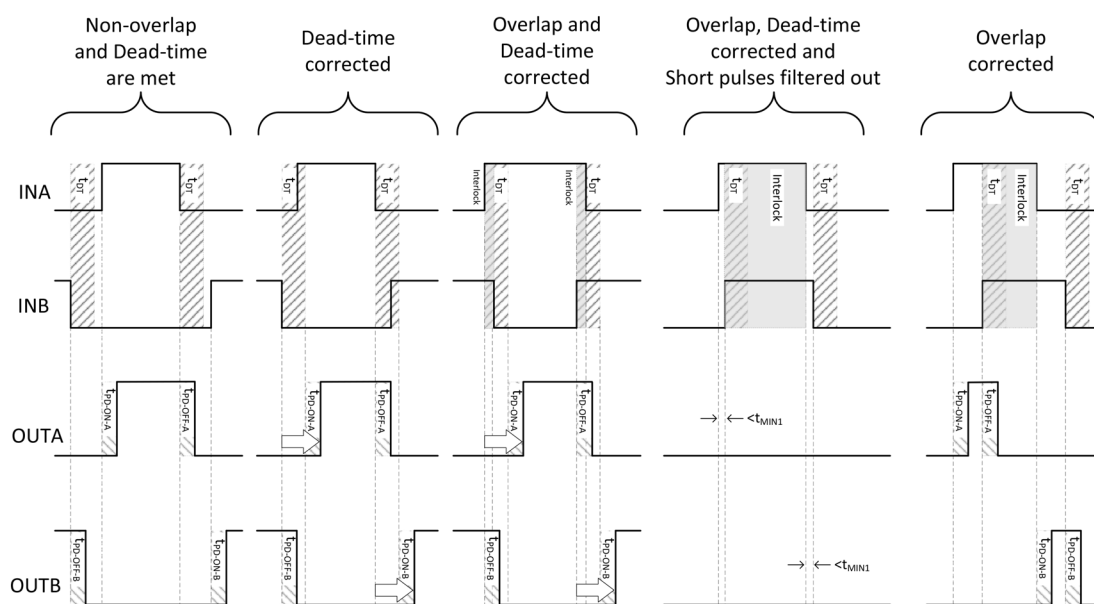 Non-overlap
and Dead-time
are met
Dead-time
corrected
Overlap and
Dead-time
corrected
Overlap, Dead-time
corrected and
Short pulses filtered out
Overlap
corrected
INA
tDT
tDT
tDT
tDT
Interlock
tDT
Interlock
tDT
tDT
Interlock
tDT
tDT
Interlock
tDT
INB
OUTA
tPD-ON-A
tPD-OFF-A
tPD-ON-A
tPD-OFF-A
tPD-ON-A
tPD-OFF-A
<tMIN1
tPD-ON-A
tPD-OFF-A
OUTB
tPD-OFF-B
tPD-ON-B
tPD-OFF-B
tPD-ON-B
tPD-OFF-B
tPD-ON-B
<tMIN1
tPD-ON-B
tPD-OFF-B